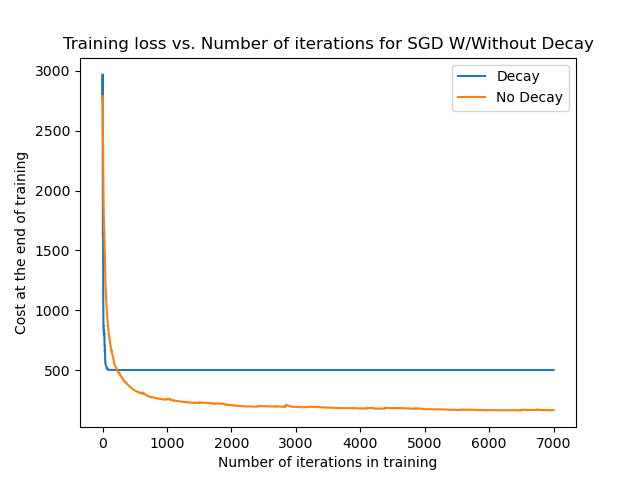 Training loss vs. Number of iterations for SGD W/Without Decay
Decay
No Decay
Cost at the end of training
3000
2500
2000
1500
1000
500
0 1000 2000 3000 4000 5000 6000 7000
Number of iterations in training